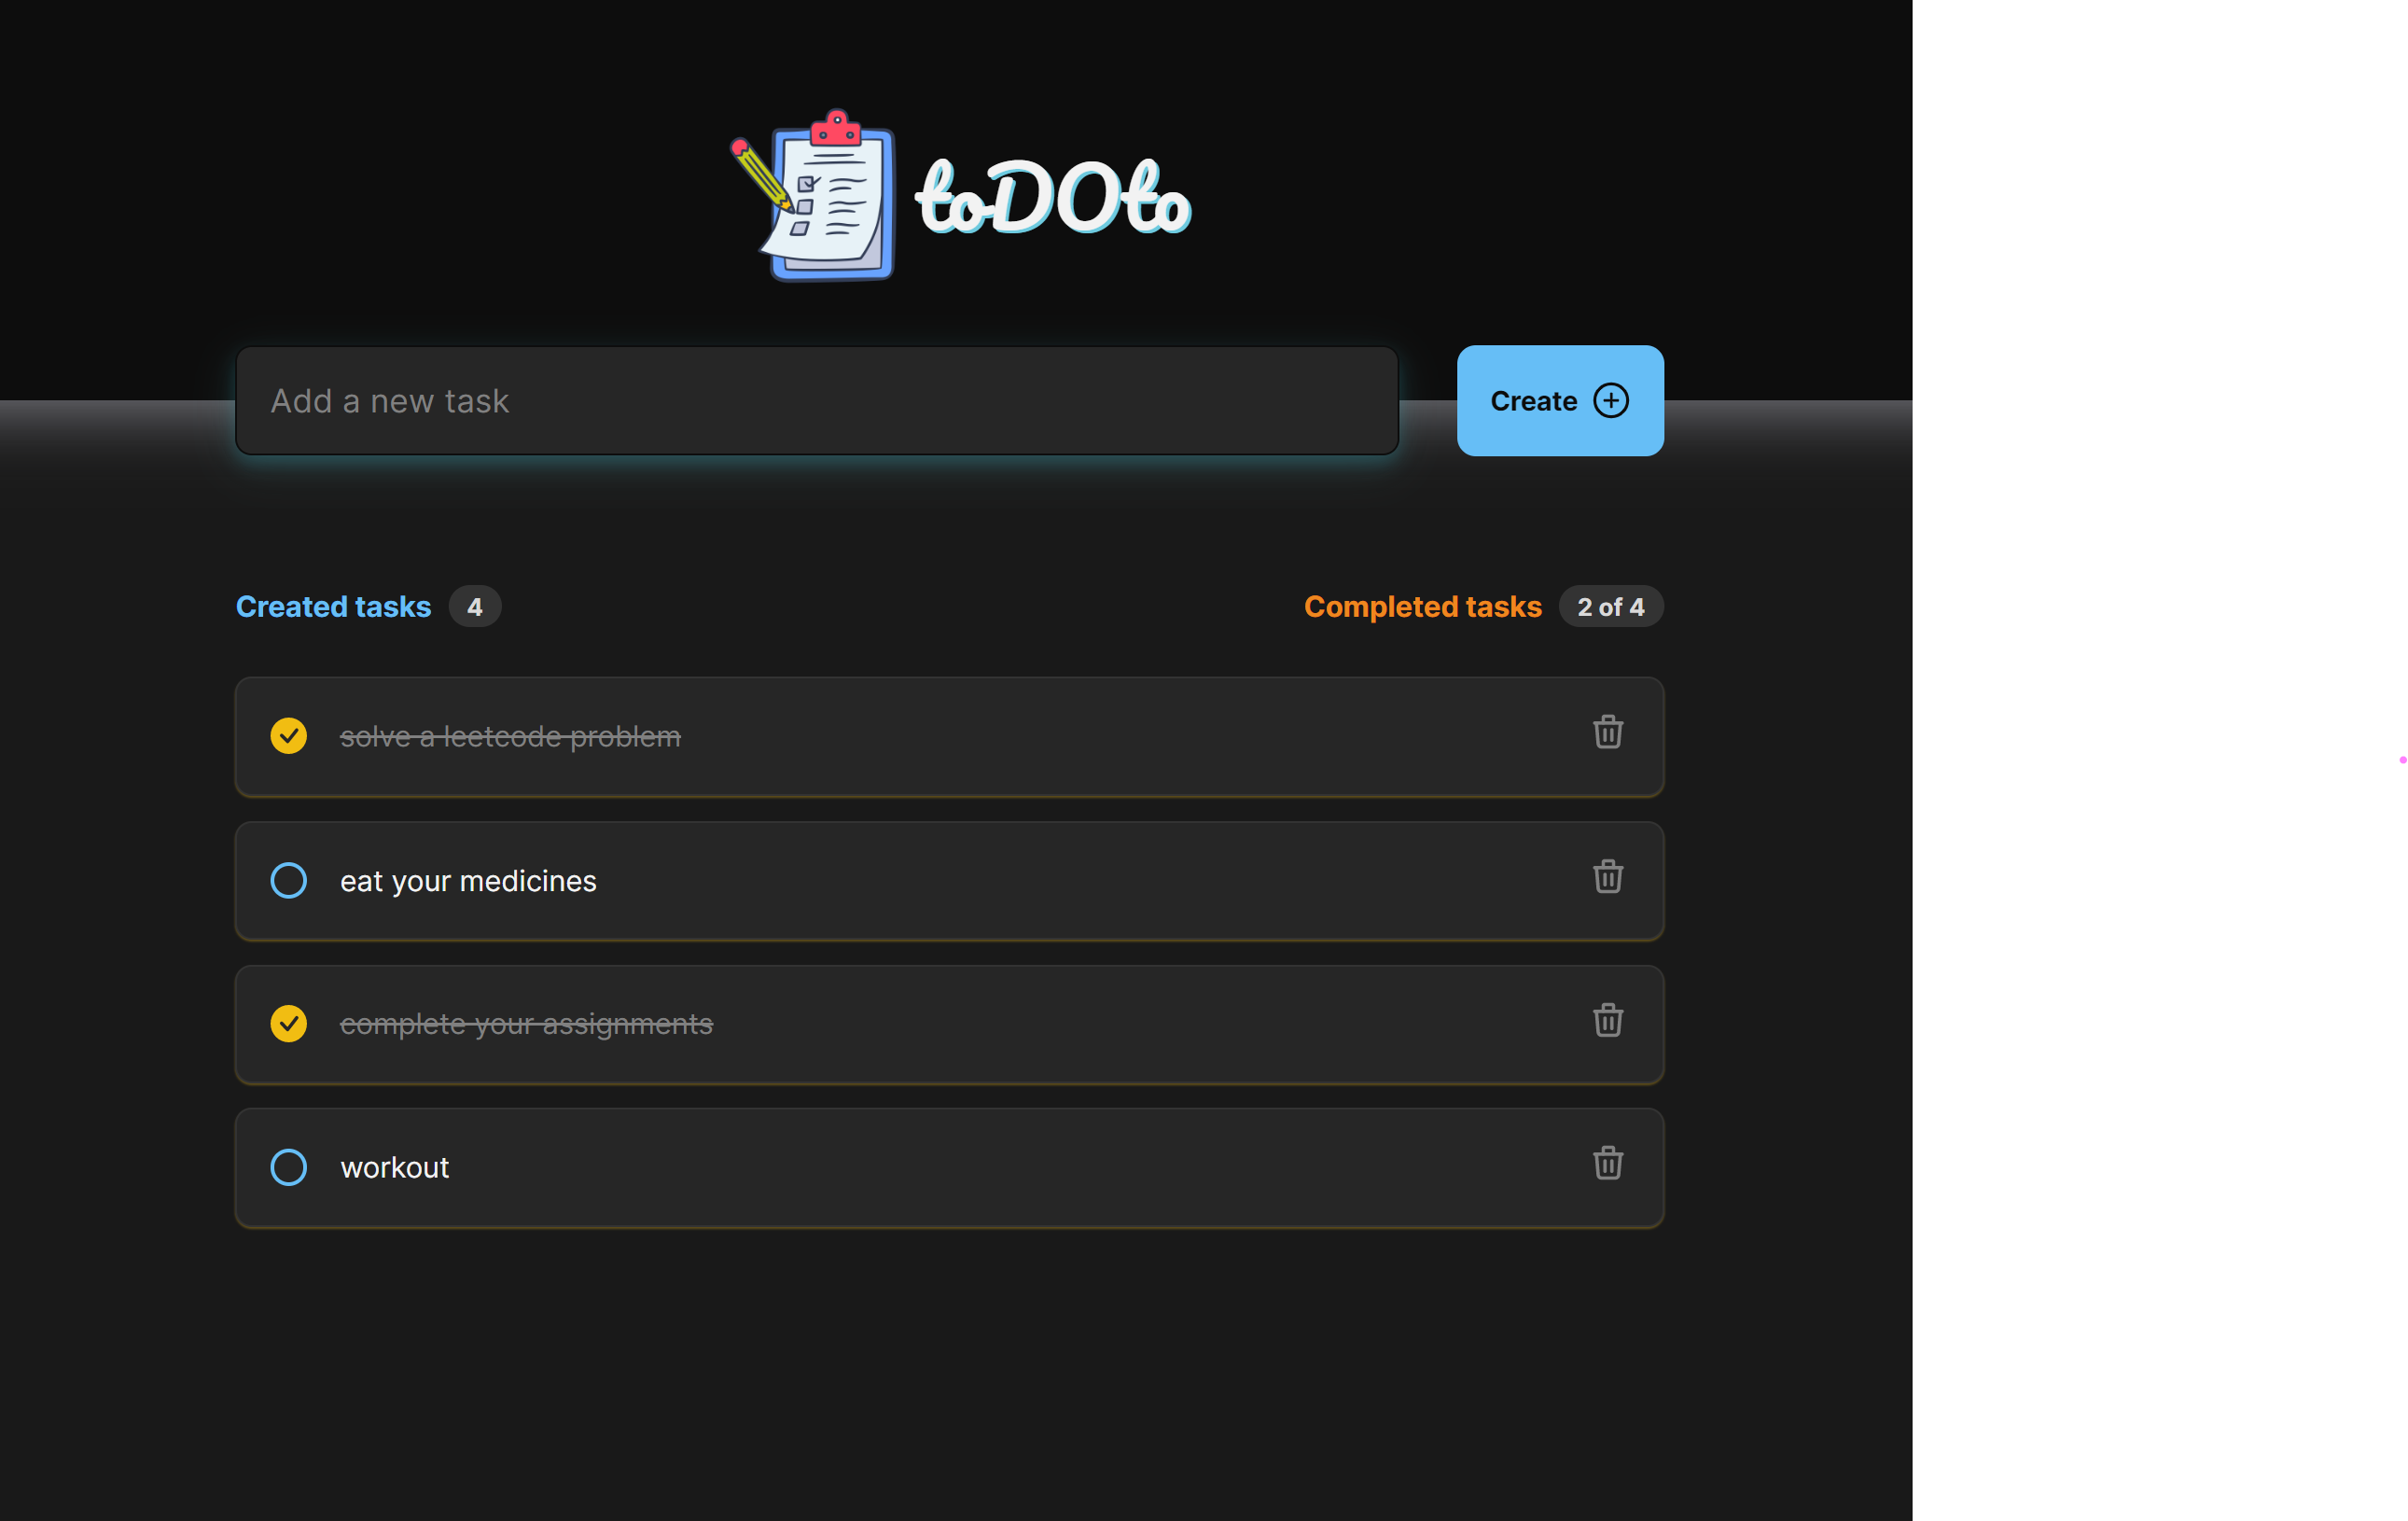 toDOto
Add a new task
Create
Created tasks 4
Completed tasks 2 of 4
solve a leetcode problem
eat your medicines
complete your assignments
workout